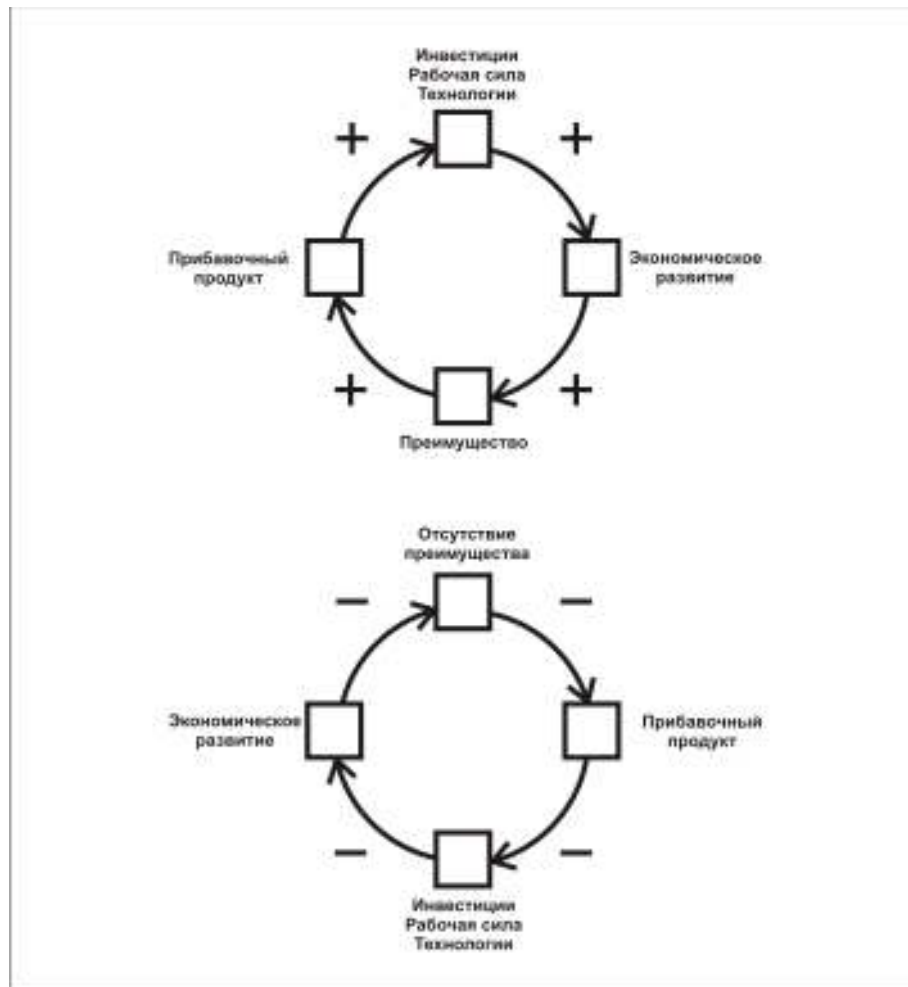 Инвестиции
Рабочая сила
Технологии
+
+
Прибавочный
продукт
Экономическое
развитие
+
+
Преимущество
Отсутствие
преимущества
–
–
Экономическое
развитие
Прибавочный
продукт
–
–
Инвестиции
Рабочая сила
Технологии